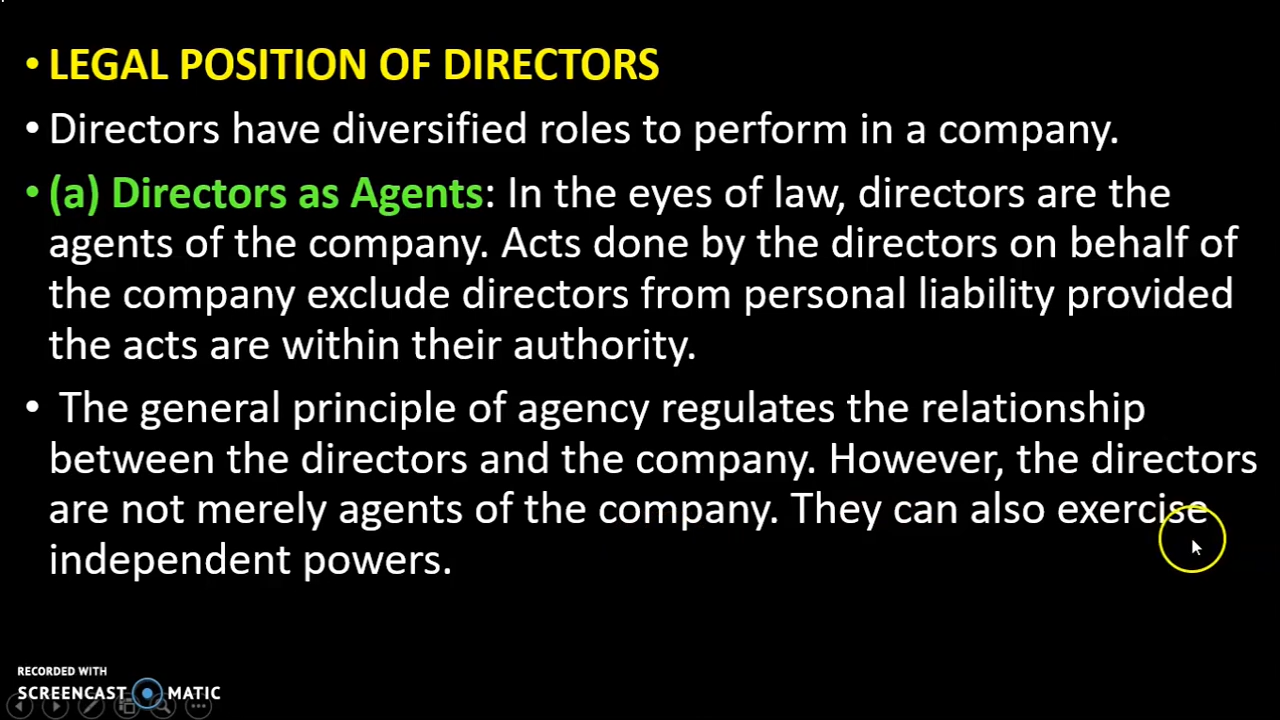 • LEGAL POSITION OF DIRECTORS
• Directors have diversified roles to perform in a company.
• (a) Directors as Agents: In the eyes of law, directors are the
agents of the company. Acts done by the directors on behalf of
the company exclude directors from personal liability provided
the acts are within their authority.
• The general principle of agency regulates the relationship
between the directors and the company. However, the directors
are not merely agents of the company. They can also exercise
independent powers.
RECORDED WITH
SCREENCAST MATIC